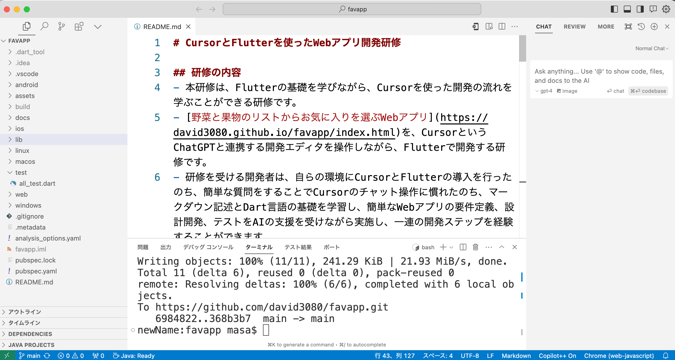 favapp
FAVAPP
.dart_tool
.idea
.vscode
android
assets
build
docs
ios
lib
linux
macos
test
all_test.dart
web
windows
.gitignore
.metadata
analysis_options.yaml
favapp.iml
pubspec.lock
pubspec.yaml
README.md
アウトライン
タイムライン
DEPENDENCIES
JAVA PROJECTS
README.md
1 # CursorとFlutterを使ったWebアプリ開発研修
2
3 ## 研修の内容
4 - 本研修は、Flutterの基礎を学びながら、Cursorを使った開発の流れを
学ぶことができる研修です。
5 - [野菜と果物のリストからお気に入りを選ぶWebアプリ](https://
david3080.github.io/favapp/index.html)を、Cursorという
ChatGPTと連携する開発エディタを操作しながら、Flutterで開発する研
修です。
6 - 研修を受ける開発者は、自らの環境にCursorとFlutterの導入を行った
のち、簡単な質問をすることでCursorのチャット操作に慣れたのち、マー
クダウン記述とDart言語の基礎を学習し、簡単なWebアプリの要件定義、設
計開発、テストをAIの支援を受けながら実施し、一連の開発ステップを経験
することができます。
問題 出力 デバッグ コンソール ターミナル テスト結果 ポート bash
Writing objects: 100% (11/11), 241.29 KiB | 21.93 MiB/s, done.
Total 11 (delta 6), reused 0 (delta 0), pack-reused 0
remote: Resolving deltas: 100% (6/6), completed with 6 local ob
jects.
To https://github.com/david3080/favapp.git
6984822..368b3b7  main -> main
newName:favapp masa$
⌘K to generate a command · ⌘/ to autocomplete
CHAT REVIEW MORE
Normal Chat
Ask anything... Use '@' to show code, files,
and docs to the AI
gpt4 Image ⏎ chat ⌘⏎ codebase
main 0 0 0 Java: Ready 行 43、列 127 スペース: 4 UTF-8 LF Markdown Copilot++ On Chrome (web-javascript)